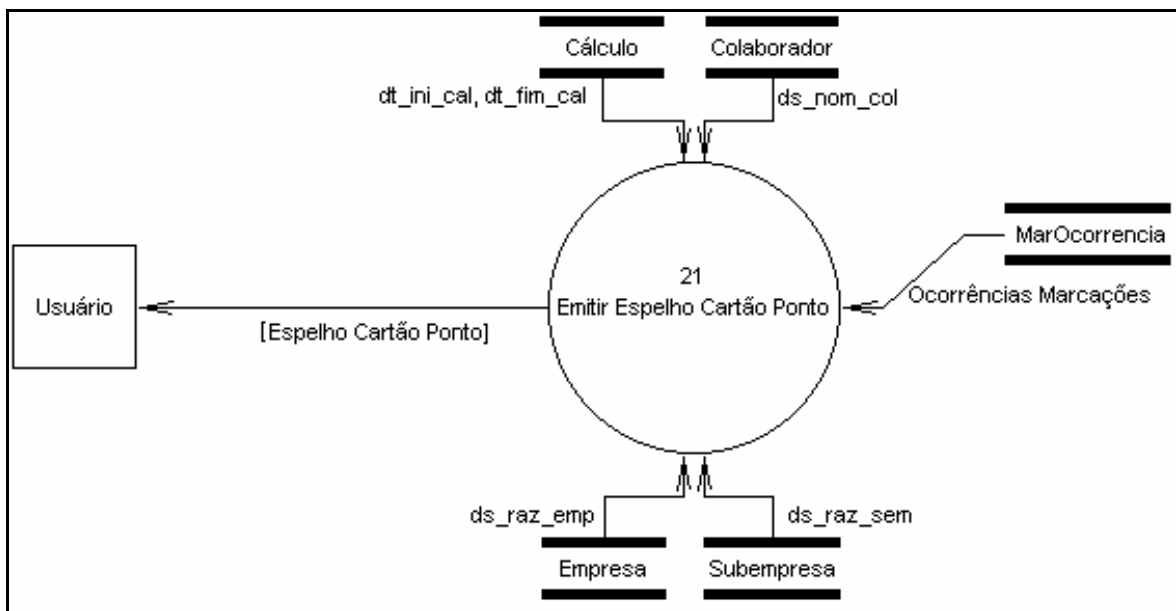 Cálculo
Colaborador
dt_ini_cal, dt_fim_cal
ds_nom_col
MarOcorrencia
Ocorrências Marcações
21
Emitir Espelho Cartão Ponto
Usuário
[Espelho Cartão Ponto]
ds_raz_emp
ds_raz_sem
Empresa
Subempresa